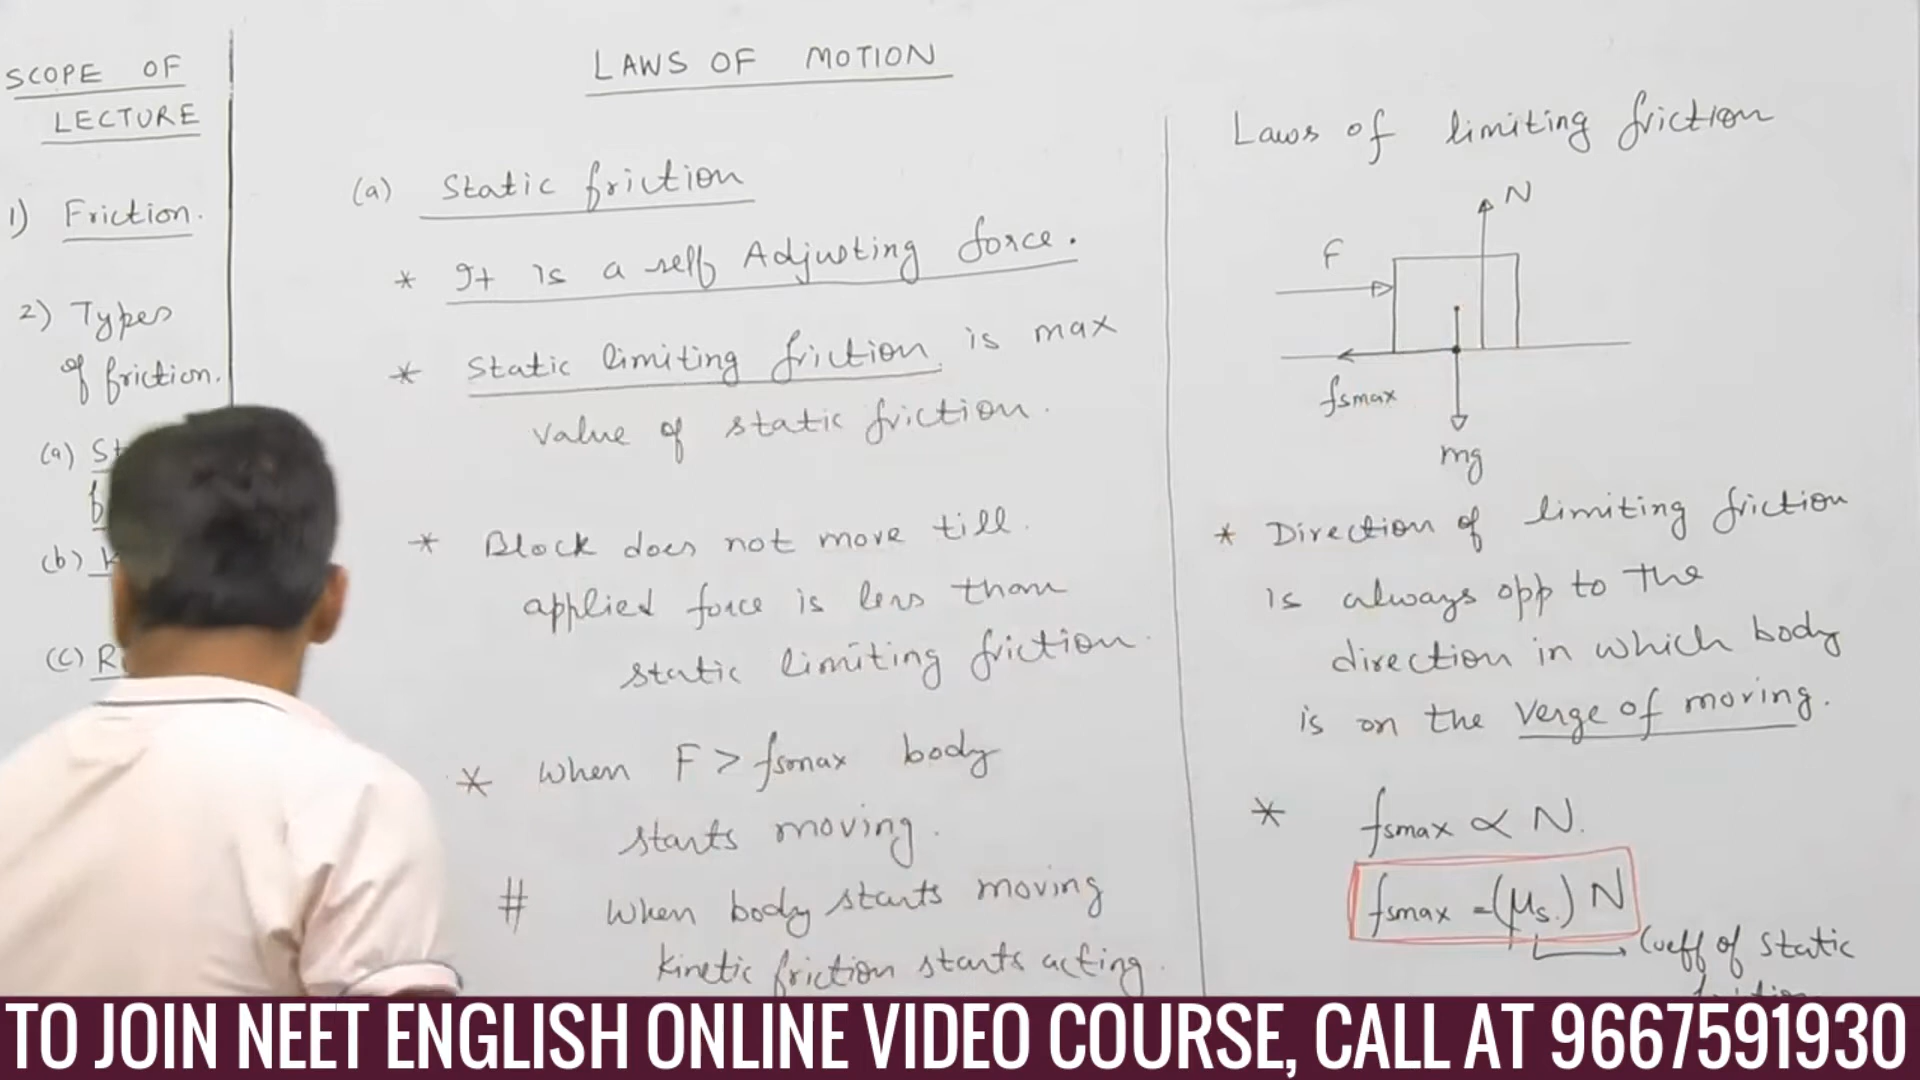 SCOPE OF
LECTURE
1) Friction.
2) Types
of friction.
(a)
(b)
(c)
LAWS OF MOTION
(a) Static friction
* It is a self Adjusting force.
* Static limiting friction is max
value of static friction.
* Block does not move till.
applied force is less than
static limiting friction
* When F > fsmax body
starts moving.
# When body starts moving
kinetic friction starts acting.
Laws of limiting friction
N
F
fsmax
mg
* Direction of limiting friction
is always opp to the
direction in which body
is on the verge of moving.
* fsmax ∝ N.
fsmax = (μs.) N
Coeff of static
TO JOIN NEET ENGLISH ONLINE VIDEO COURSE, CALL AT 9667591930